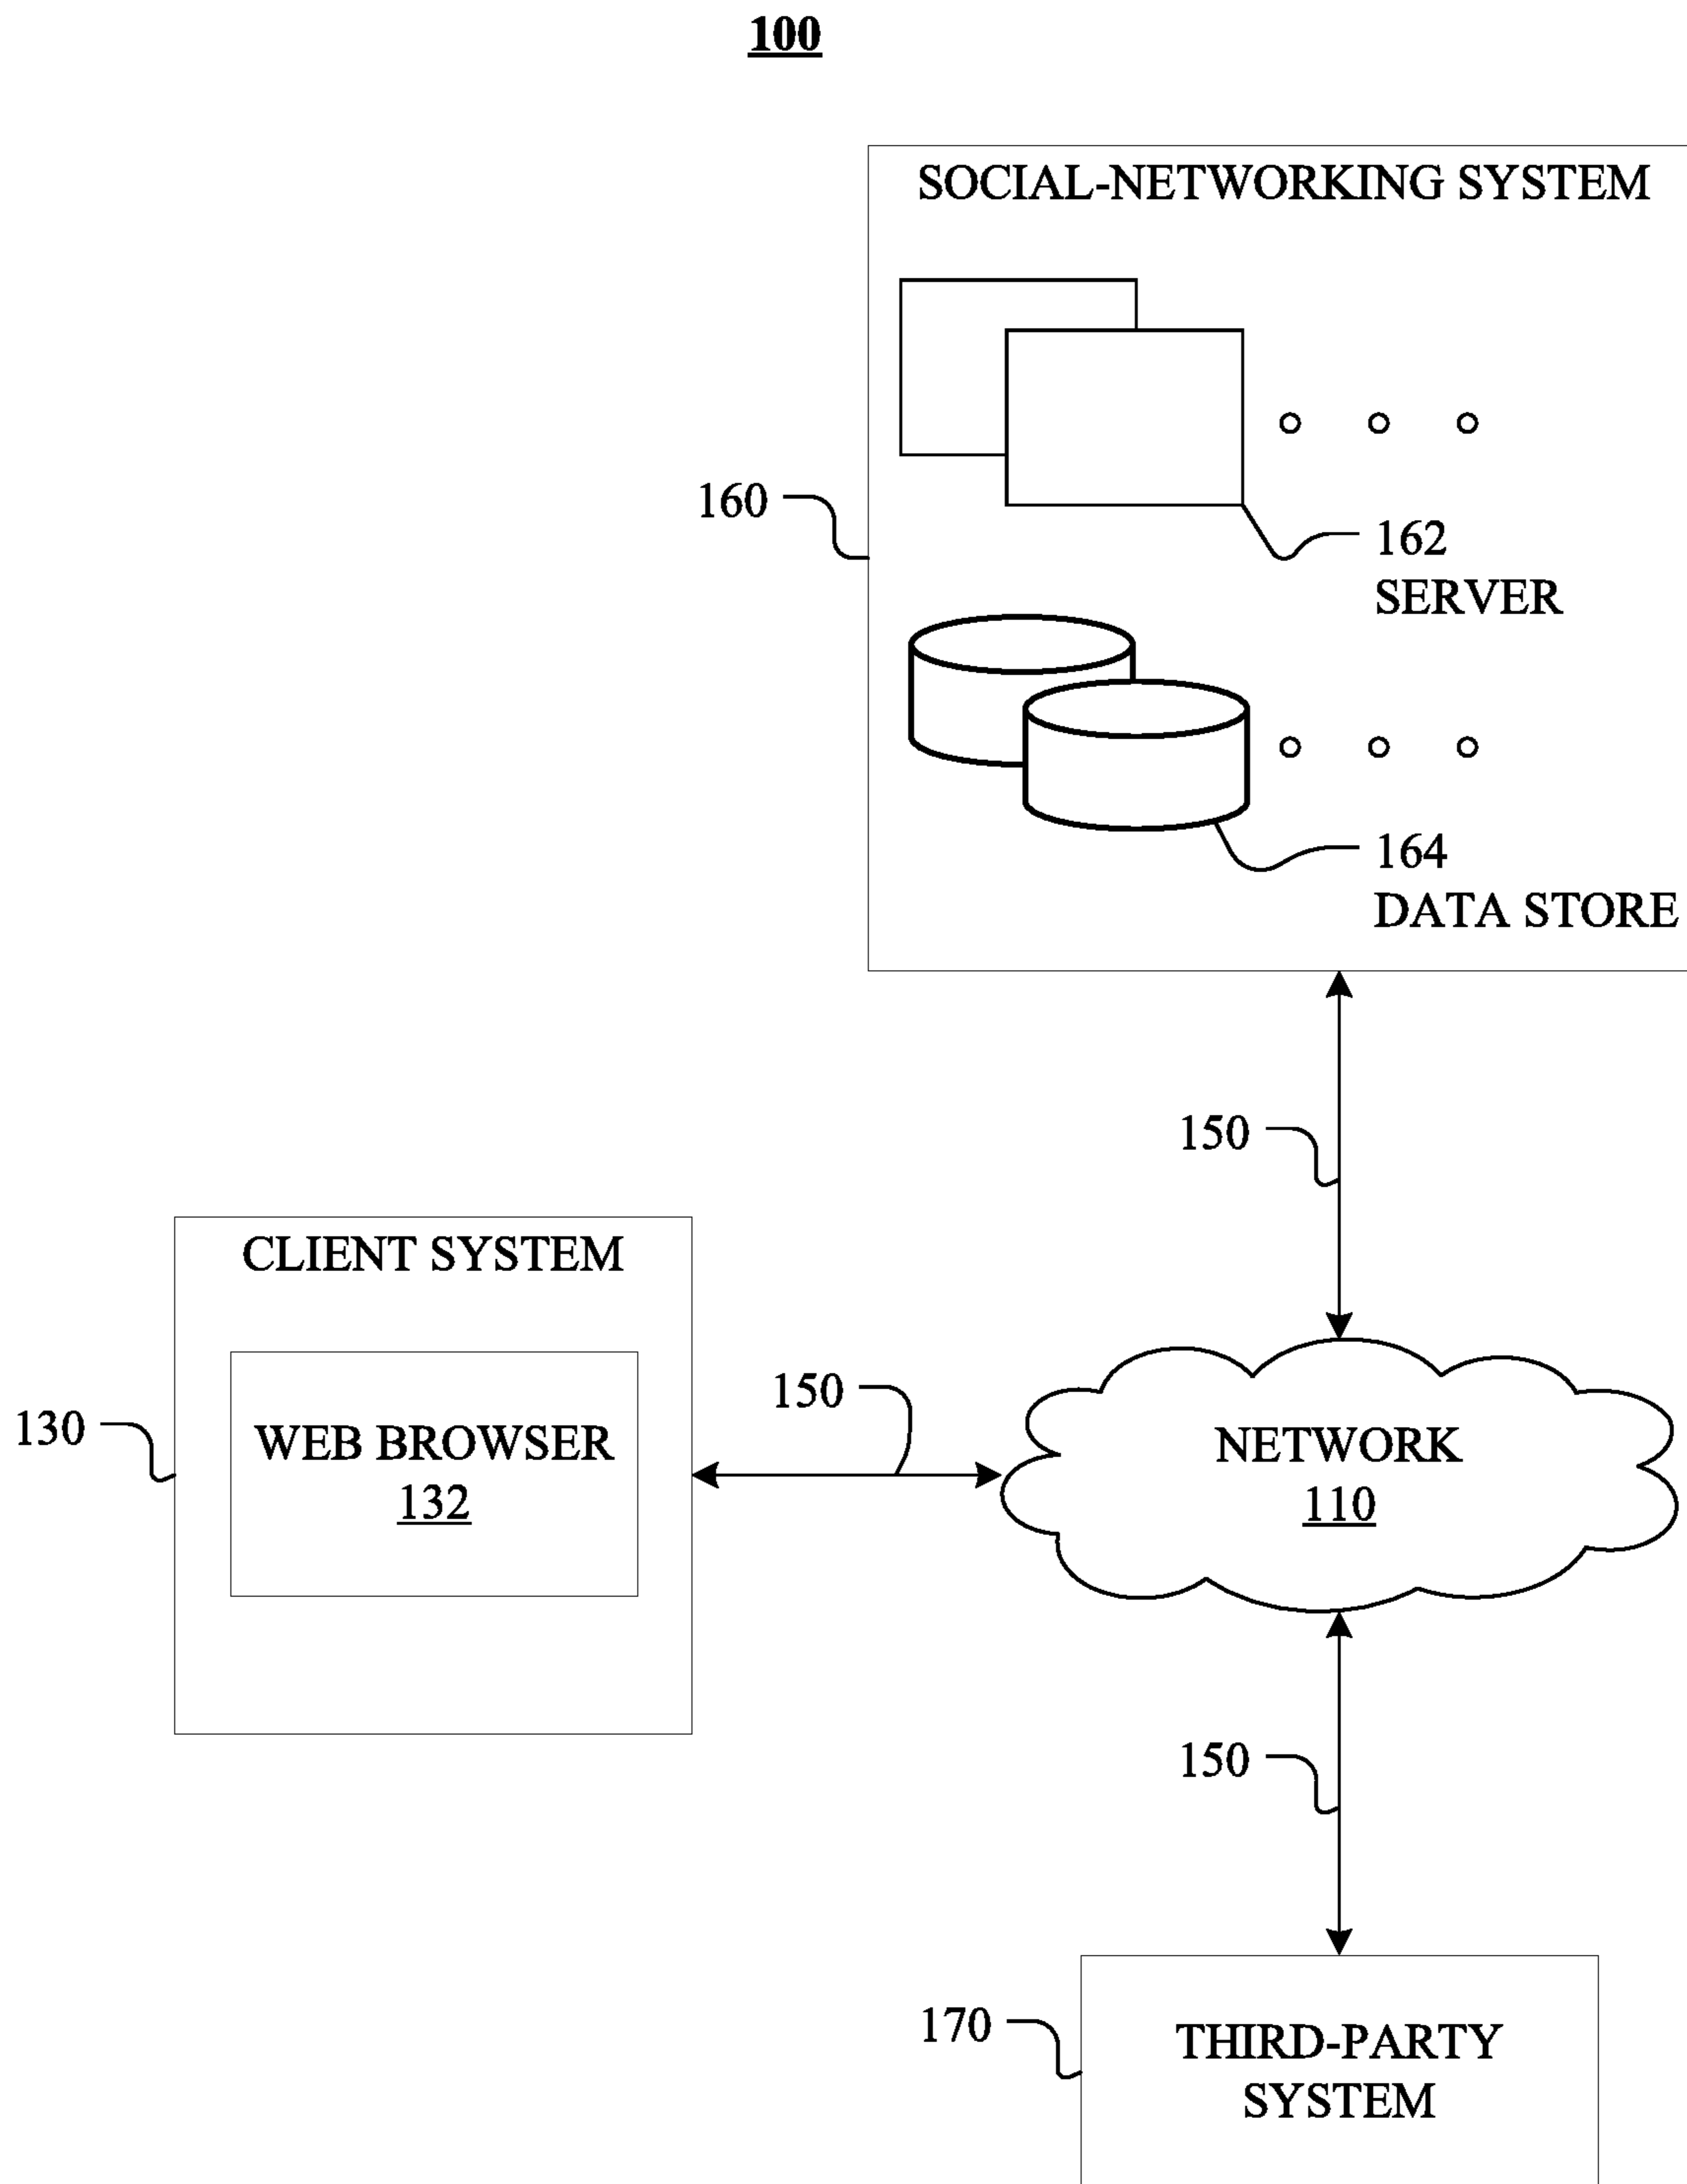 100
SOCIAL-NETWORKING SYSTEM
160
162
SERVER
164
DATA STORE
150
CLIENT SYSTEM
130
WEB BROWSER
132
150
NETWORK
110
150
170
THIRD-PARTY
SYSTEM